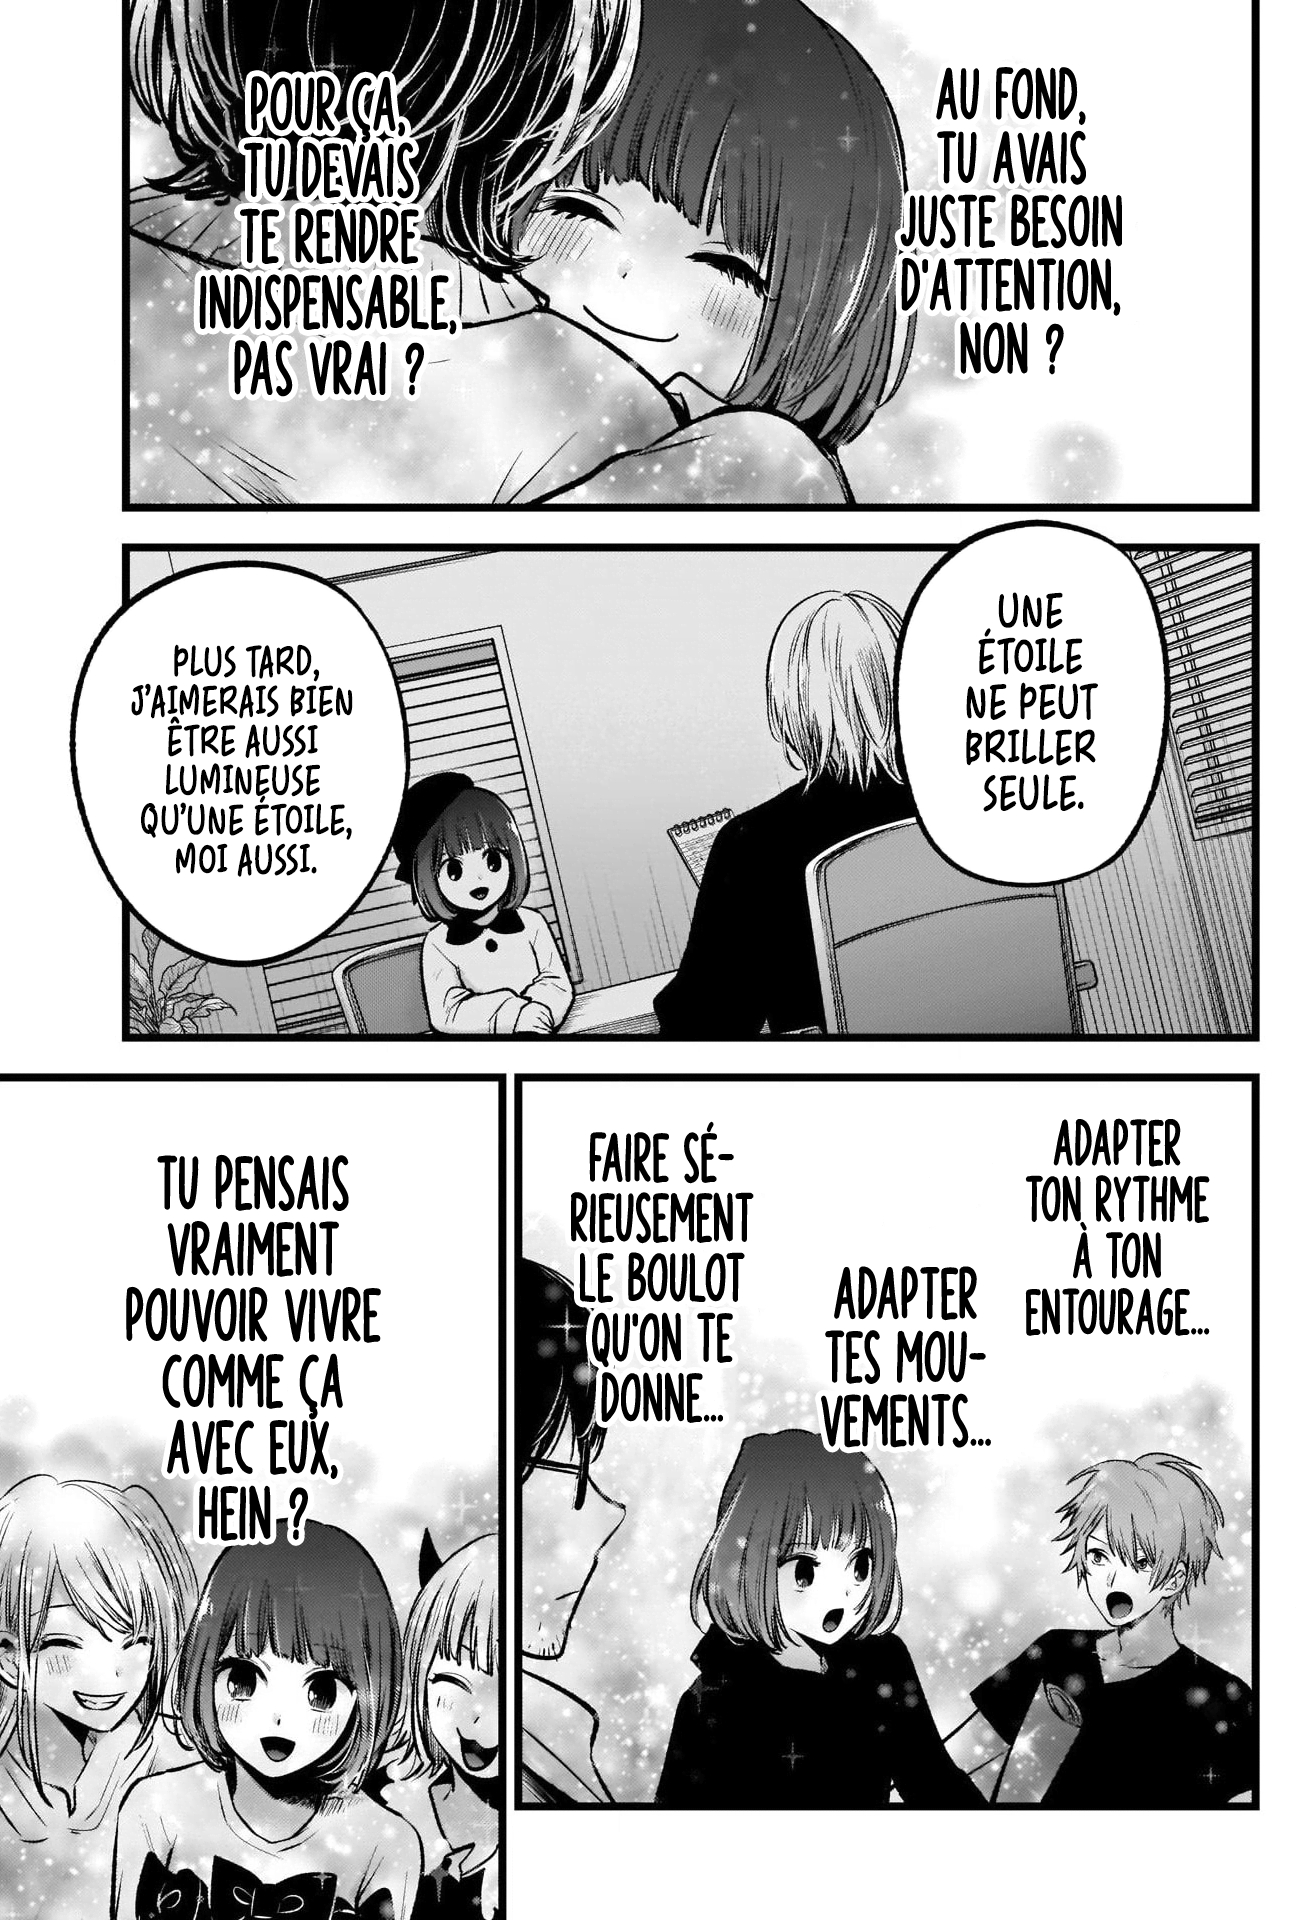 AU FOND,
TU AVAIS
JUSTE BESOIN
D'ATTENTION,
NON ?
POUR ÇA,
TU DEVAIS
TE RENDRE
INDISPENSABLE,
PAS VRAI ?
UNE
ÉTOILE
NE PEUT
BRILLER
SEULE.
PLUS TARD,
J'AIMERAIS BIEN
ÊTRE AUSSI
LUMINEUSE
QU'UNE ÉTOILE,
MOI AUSSI.
ADAPTER
TON RYTHME
À TON
ENTOURAGE...
ADAPTER
TES MOU-
VEMENTS...
FAIRE SÉ-
RIEUSEMENT
LE BOULOT
QU'ON TE
DONNE...
TU PENSAIS
VRAIMENT
POUVOIR VIVRE
COMME ÇA
AVEC EUX,
HEIN ?